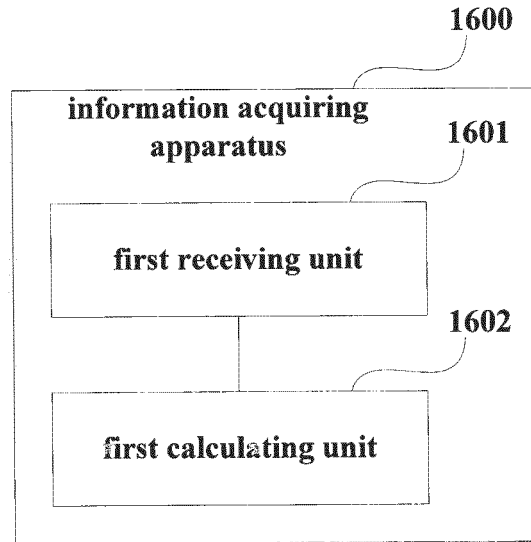 1600
information acquiring
apparatus
1601
first receiving unit
1602
first calculating unit